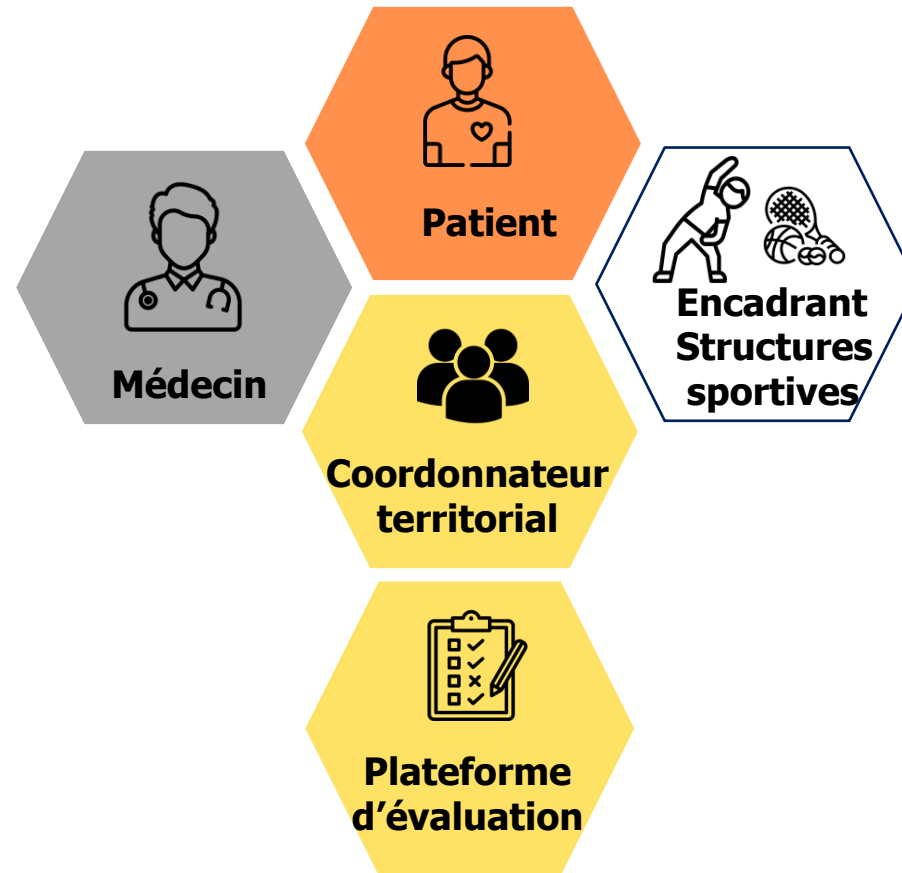 Patient
Médecin
Encadrant
Structures
sportives
Coordonnateur
territorial
Plateforme
d’évaluation